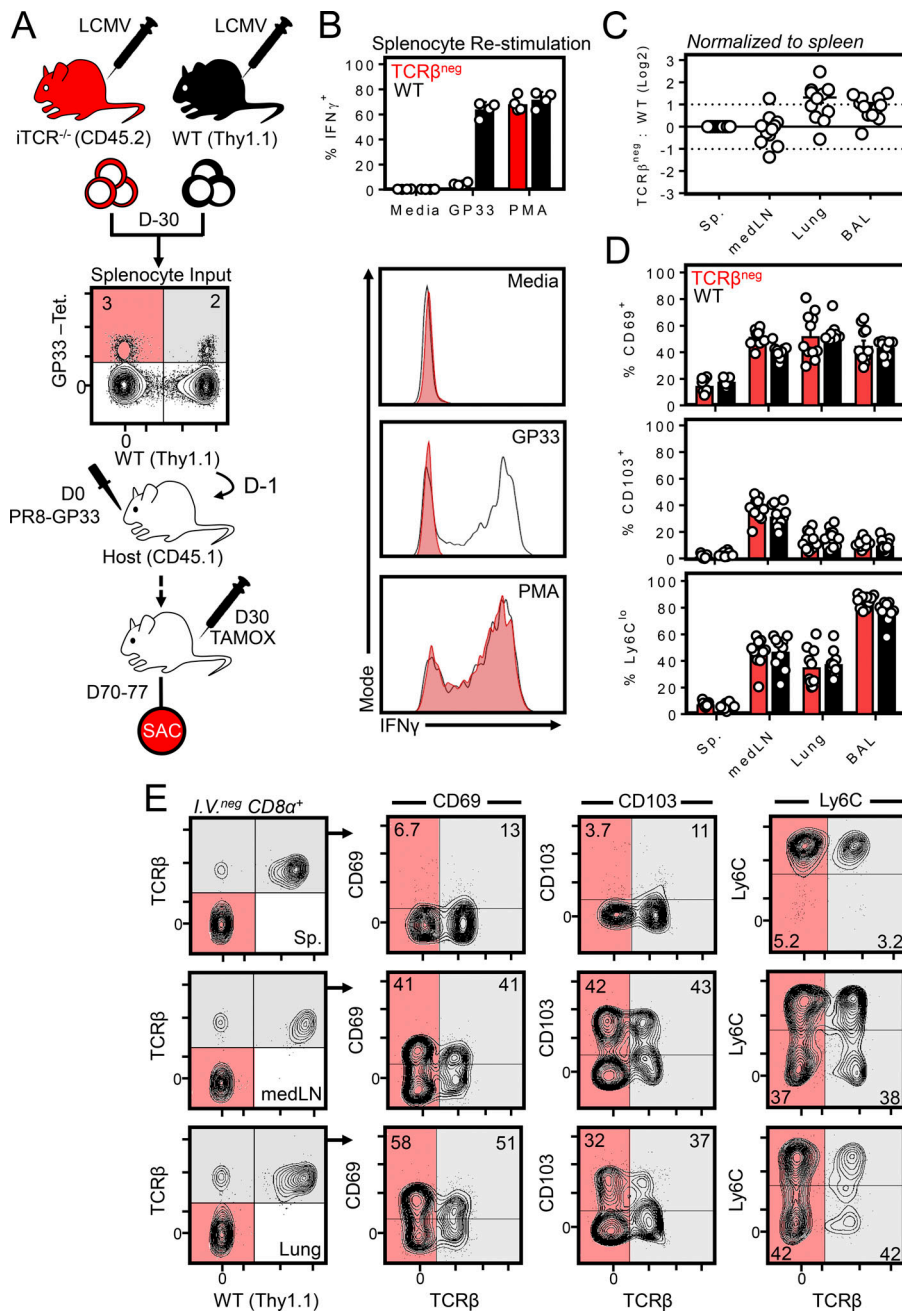 A
LCMV
LCMV
iTCR-/- (CD45.2)
WT (Thy1.1)
D-30
Splenocyte Input
3
2
GP33 –Tet.
0
0
WT (Thy1.1)
D0
PR8-GP33
D-1
Host (CD45.1)
D30
TAMOX
D70-77
SAC
B
Splenocyte Re-stimulation
TCRβneg
WT
% IFNγ+
100
80
60
40
20
0
Media
GP33
PMA
Media
GP33
PMA
Mode
IFNγ
C
Normalized to spleen
TCRβneg : WT (Log2)
3
2
1
0
-1
-2
-3
Sp.
medLN
Lung
BAL
D
TCRβneg
WT
% CD69+
100
80
60
40
20
0
% CD103+
100
80
60
40
20
0
% Ly6Clo
100
80
60
40
20
0
Sp.
medLN
Lung
BAL
E
I.V.neg CD8α+
CD69
CD103
Ly6C
TCRβ
0
Sp.
CD69
0
6.7
13
CD103
0
3.7
11
Ly6C
0
5.2
3.2
TCRβ
0
medLN
CD69
0
41
41
CD103
0
42
43
Ly6C
0
37
38
TCRβ
0
Lung
CD69
0
58
51
CD103
0
32
37
Ly6C
0
42
42
0
0
0
0
WT (Thy1.1)
TCRβ
TCRβ
TCRβ